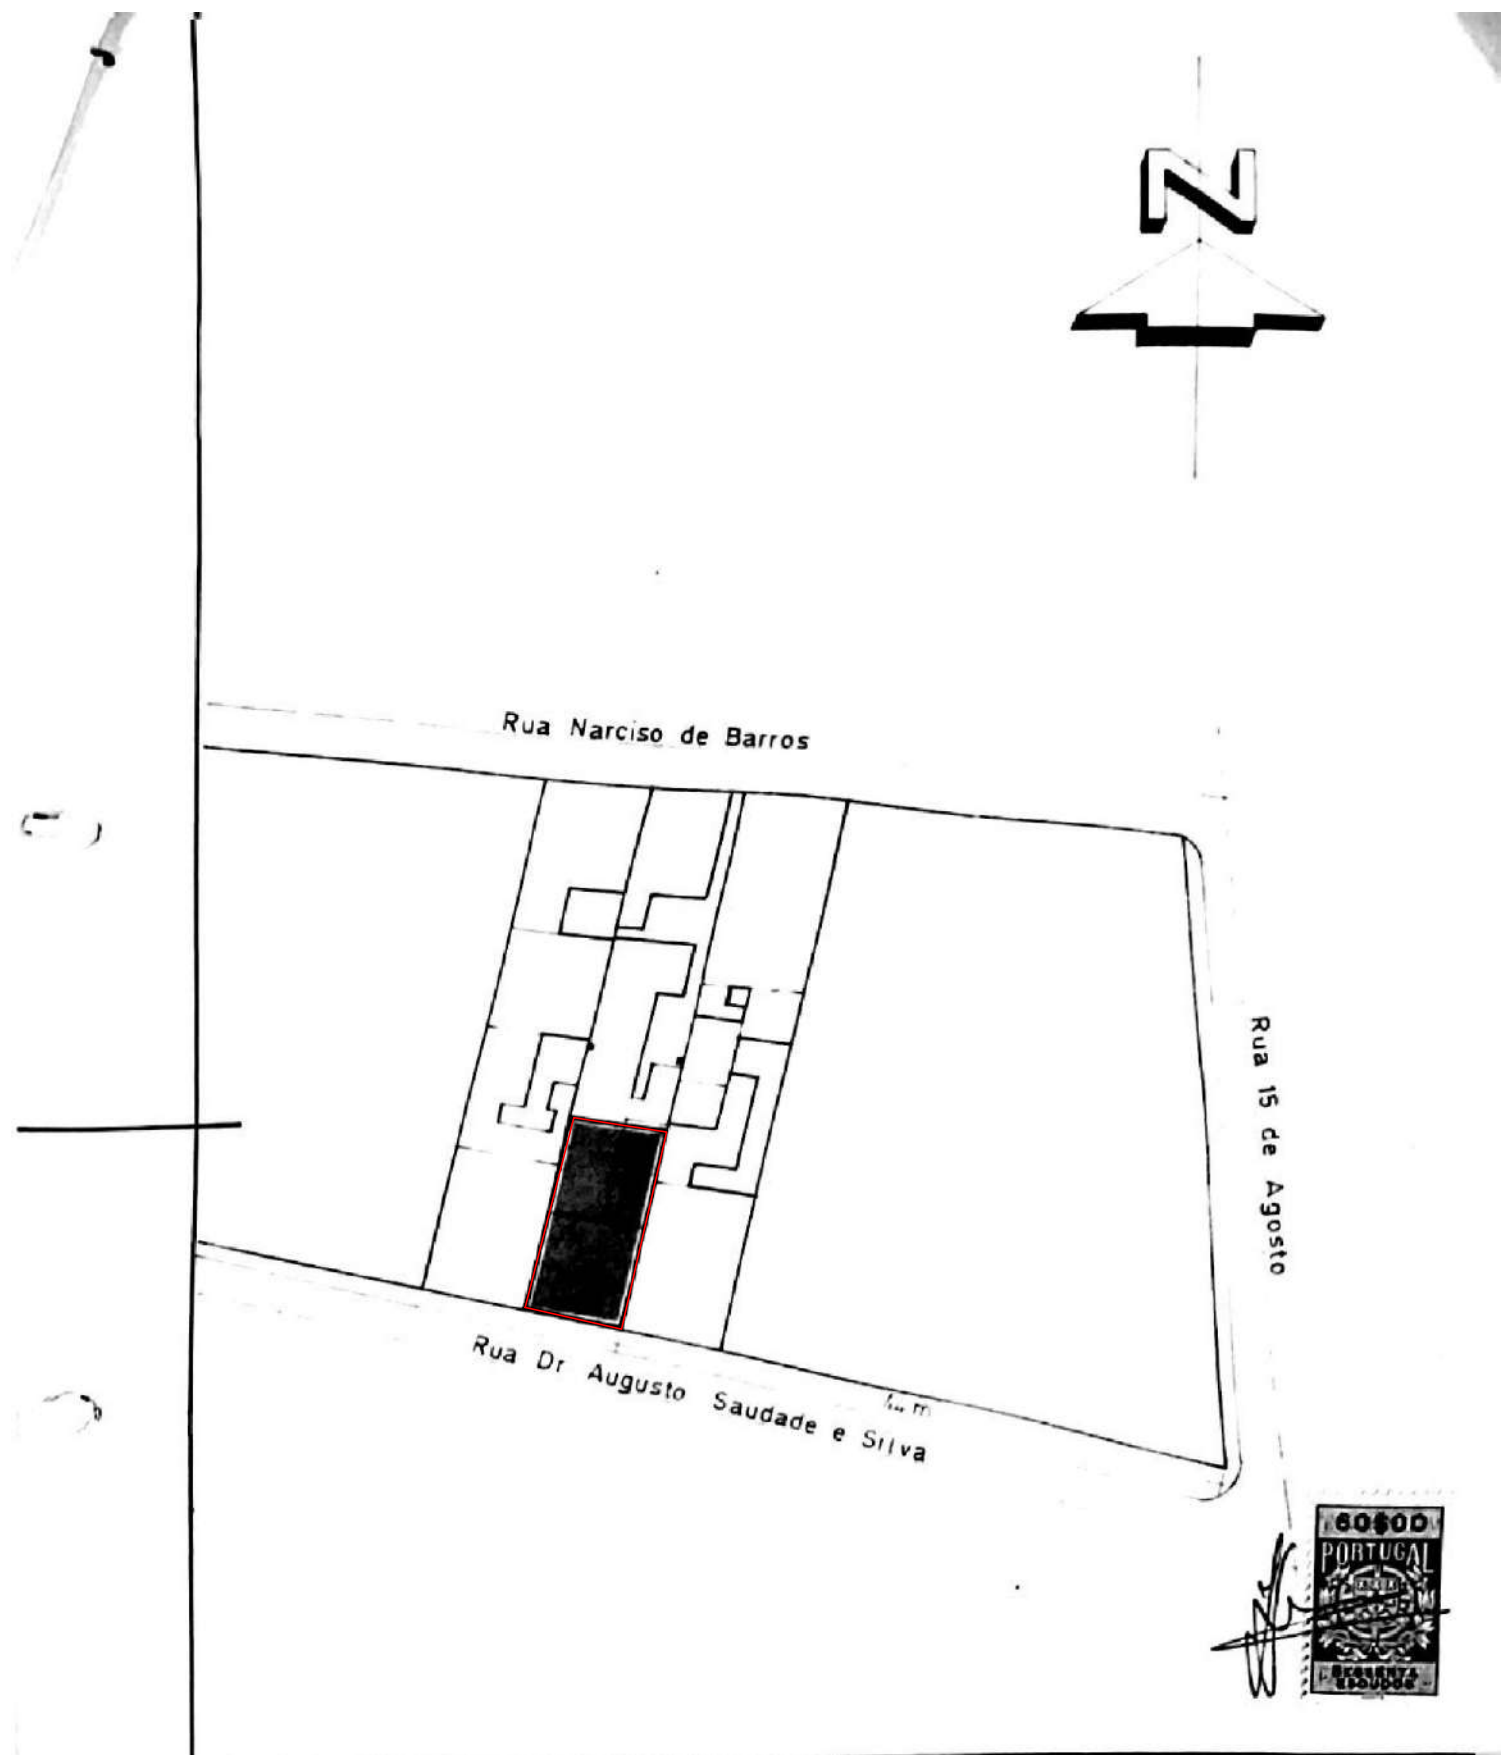 N
Rua Narciso de Barros
Rua 15 de Agosto
Rua Dr Augusto Saudade e Silva
60$00
PORTUGAL
SESSENTA
ESCUDOS